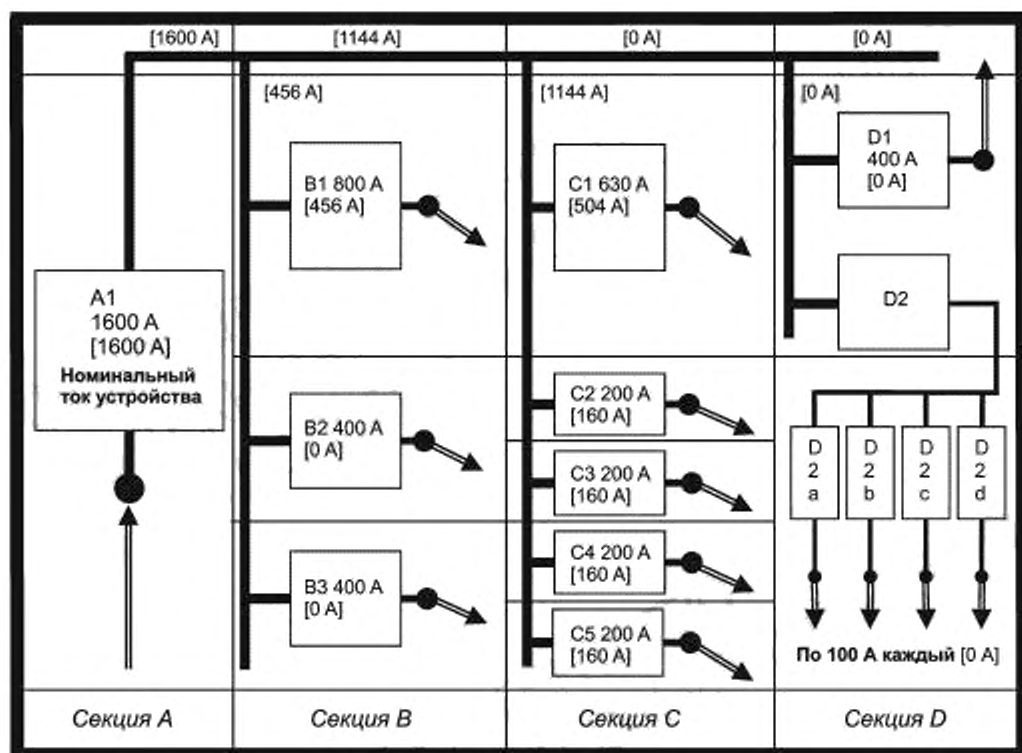 [1600 A]
[1144 A]
[0 A]
[0 A]
[456 A]
[1144 A]
[0 A]
A1
1600 A
[1600 A]
Номинальный
ток устройства
B1 800 A
[456 A]
B2 400 A
[0 A]
B3 400 A
[0 A]
C1 630 A
[504 A]
C2 200 A
[160 A]
C3 200 A
[160 A]
C4 200 A
[160 A]
C5 200 A
[160 A]
D1
400 A
[0 A]
D2
D
2
a
D
2
b
D
2
c
D
2
d
По 100 А каждый [0 A]
Секция A
Секция B
Секция C
Секция D